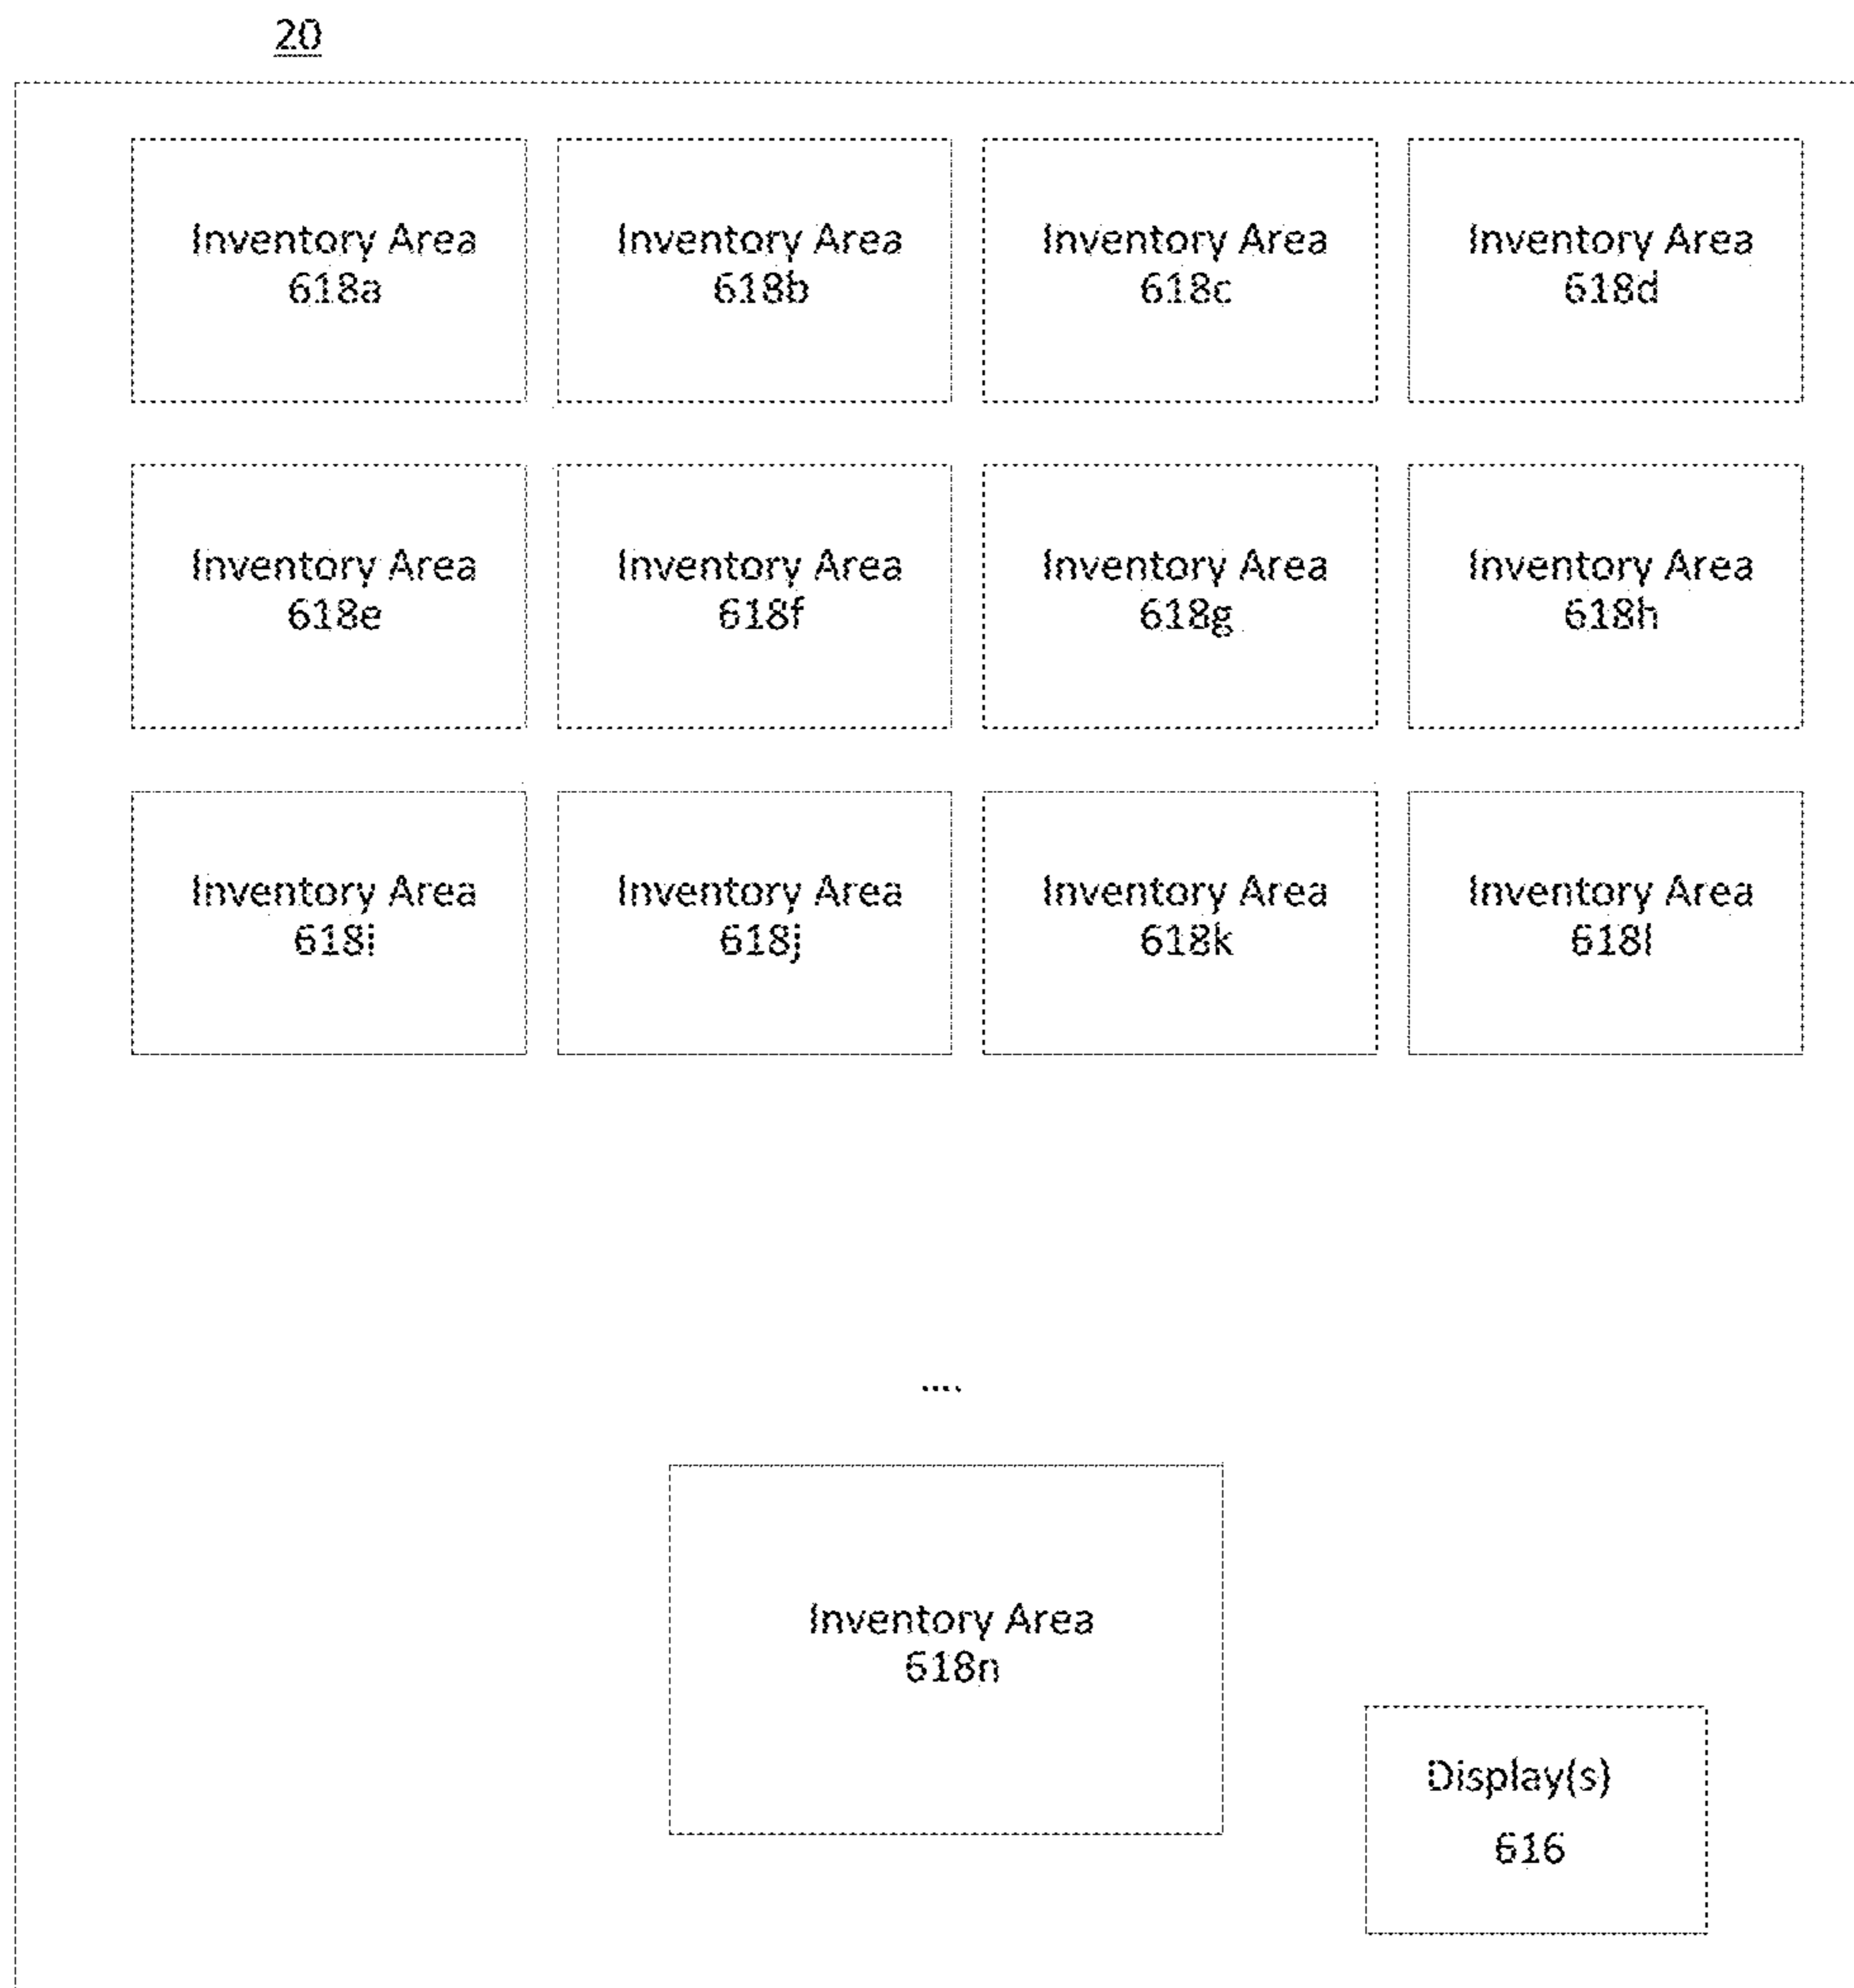 20
Inventory Area Inventory Area Inventory Area Inventory Area
618a 618b 618c 618d
Inventory Area Inventory Area Inventory Area Inventory Area
618e 618f 618g 618h
Inventory Area Inventory Area Inventory Area Inventory Area
618i 618j 618k 618l
....
Inventory Area
618n
Display(s)
616